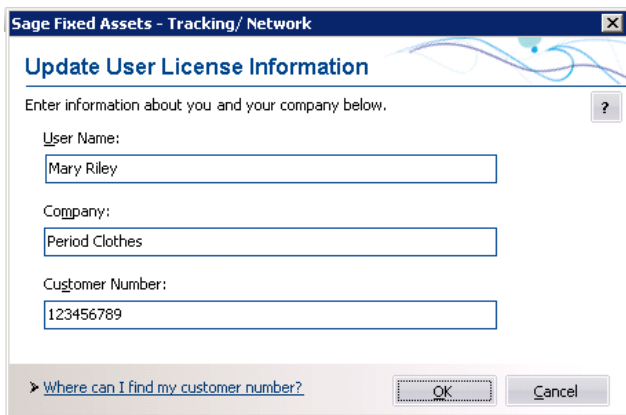 Sage Fixed Assets - Tracking/ Network
Update User License Information
Enter information about you and your company below.
?
User Name:
Mary Riley
Company:
Period Clothes
Customer Number:
123456789
Where can I find my customer number?
OK
Cancel